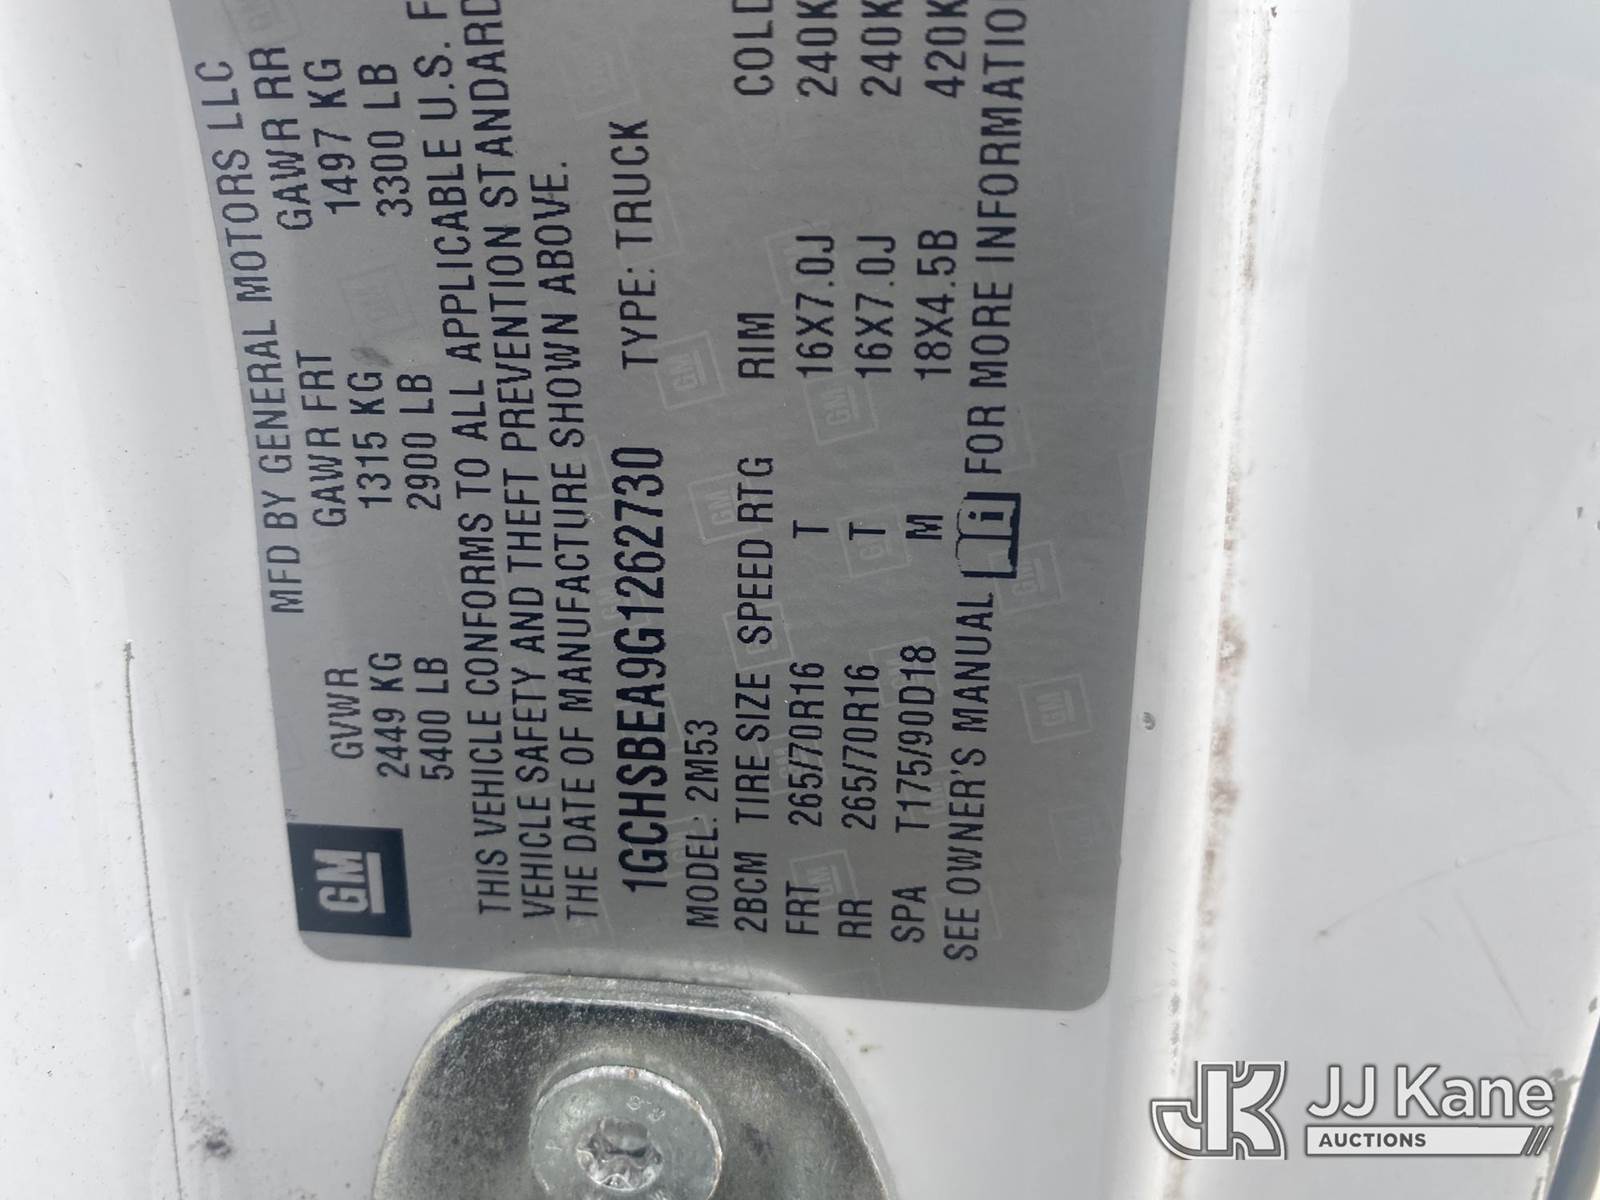 GM
MFD BY GENERAL MOTORS LLC
GVWR GAWR FRT GAWR RR
2449 KG 1315 KG 1497 KG
5400 LB 2900 LB 3300 LB
THIS VEHICLE CONFORMS TO ALL APPLICABLE U.S. F
VEHICLE SAFETY AND THEFT PREVENTION STANDARD
THE DATE OF MANUFACTURE SHOWN ABOVE.
1GCHSBEA9G1262730 TYPE: TRUCK
MODEL: 2M53
2BCM TIRE SIZE SPEED RTG RIM COLD
FRT 265/70R16 T 16X7.0J 240K
RR 265/70R16 T 16X7.0J 240K
SPA T175/90D18 M 18X4.5B 420K
SEE OWNER'S MANUAL i FOR MORE INFORMATIO
JK JJ Kane
AUCTIONS